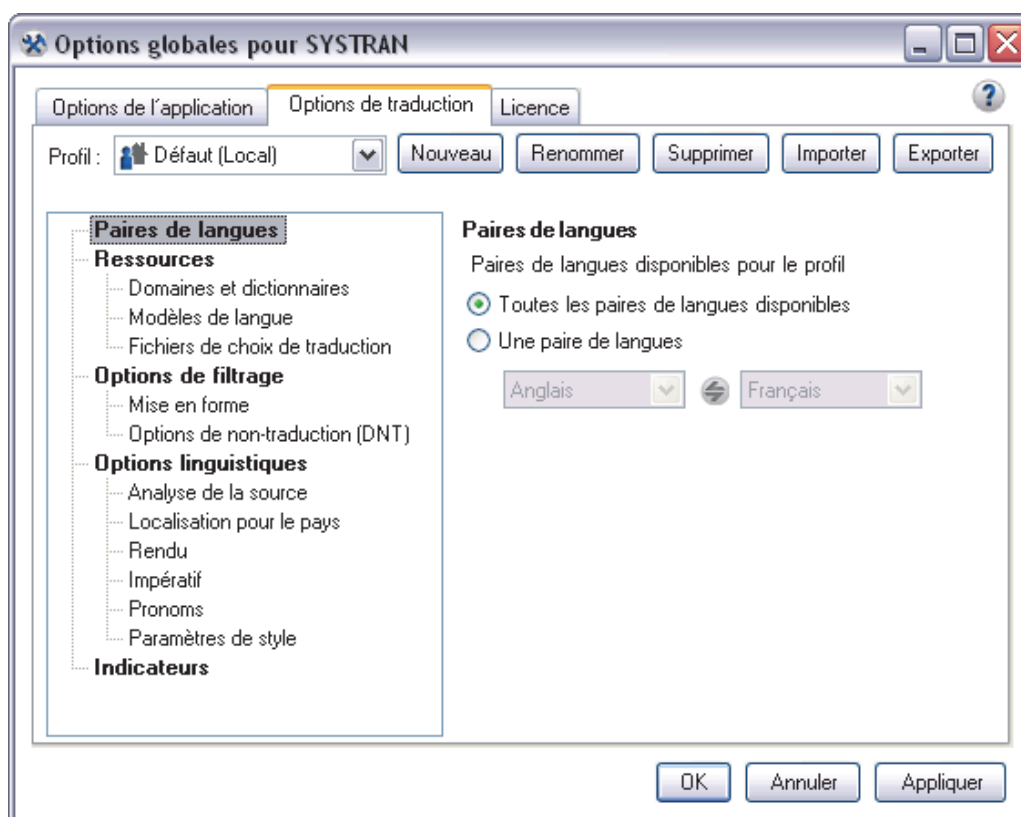 Options globales pour SYSTRAN
Options de l'application Options de traduction Licence
Profil : Défaut (Local) Nouveau Renommer Supprimer Importer Exporter
Paires de langues
Ressources
Domaines et dictionnaires
Modèles de langue
Fichiers de choix de traduction
Options de filtrage
Mise en forme
Options de non-traduction (DNT)
Options linguistiques
Analyse de la source
Localisation pour le pays
Rendu
Impératif
Pronoms
Paramètres de style
Indicateurs
Paires de langues
Paires de langues disponibles pour le profil
Toutes les paires de langues disponibles
Une paire de langues
Anglais Français
OK Annuler Appliquer